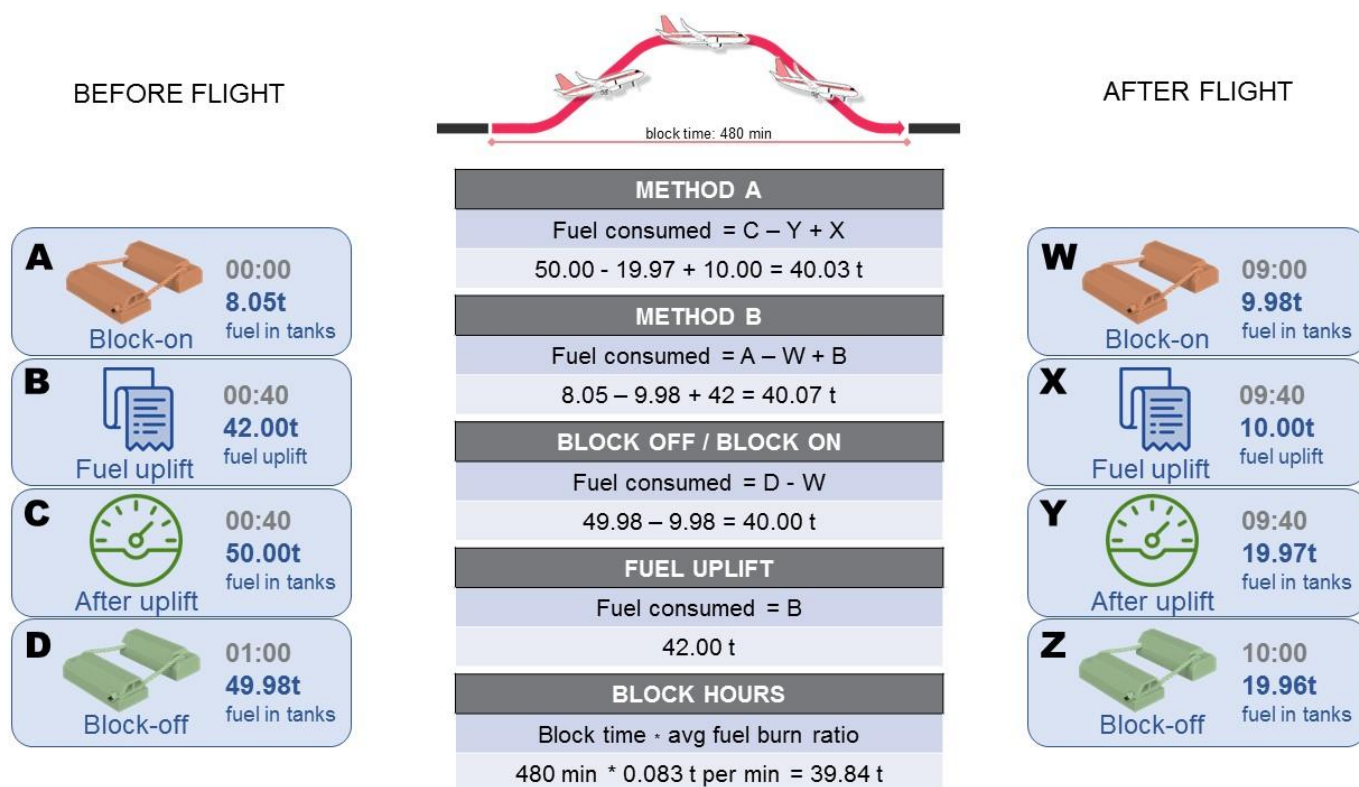 BEFORE FLIGHT
block time: 480 min
AFTER FLIGHT
A
00:00
8.05t
fuel in tanks
Block-on
B
00:40
42.00t
fuel uplift
Fuel uplift
C
00:40
50.00t
fuel in tanks
After uplift
D
01:00
49.98t
fuel in tanks
Block-off
METHOD A
Fuel consumed = C – Y + X
50.00 - 19.97 + 10.00 = 40.03 t
METHOD B
Fuel consumed = A – W + B
8.05 – 9.98 + 42 = 40.07 t
BLOCK OFF / BLOCK ON
Fuel consumed = D - W
49.98 – 9.98 = 40.00 t
FUEL UPLIFT
Fuel consumed = B
42.00 t
BLOCK HOURS
Block time * avg fuel burn ratio
480 min * 0.083 t per min = 39.84 t
W
09:00
9.98t
fuel in tanks
Block-on
X
09:40
10.00t
fuel uplift
Fuel uplift
Y
09:40
19.97t
fuel in tanks
After uplift
Z
10:00
19.96t
fuel in tanks
Block-off